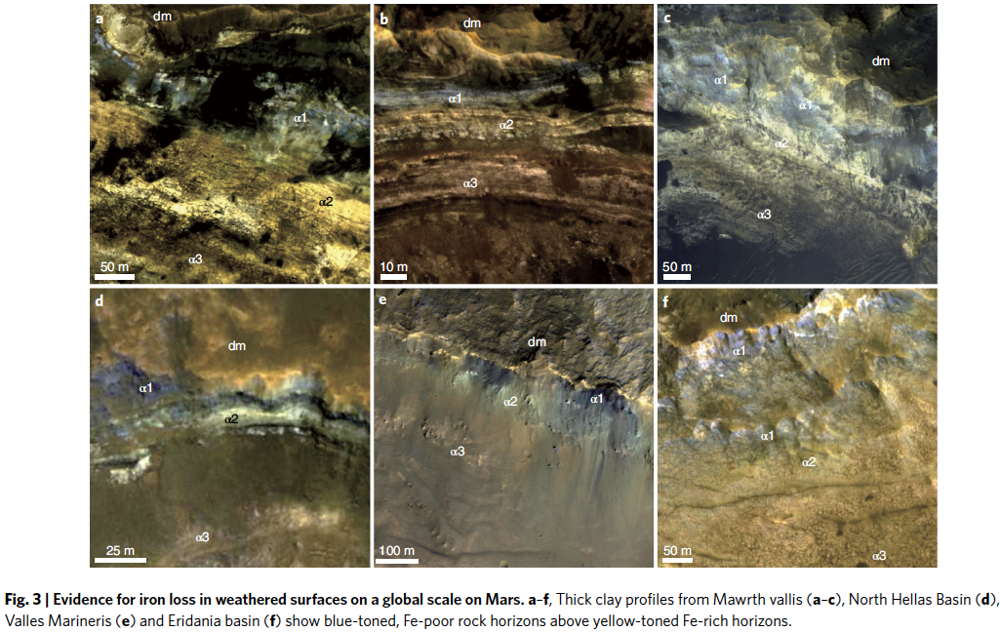 a
dm
α1
α2
α3
50 m
b
dm
α1
α2
α3
10 m
c
dm
α1
α1
α2
α3
50 m
d
dm
α1
α2
α3
25 m
e
dm
α1
α2
α3
100 m
f
dm
α1
α1
α2
α3
50 m
Fig. 3 | Evidence for iron loss in weathered surfaces on a global scale on Mars. a–f, Thick clay profiles from Mawrth vallis (a–c), North Hellas Basin (d),
Valles Marineris (e) and Eridania basin (f) show blue-toned, Fe-poor rock horizons above yellow-toned Fe-rich horizons.